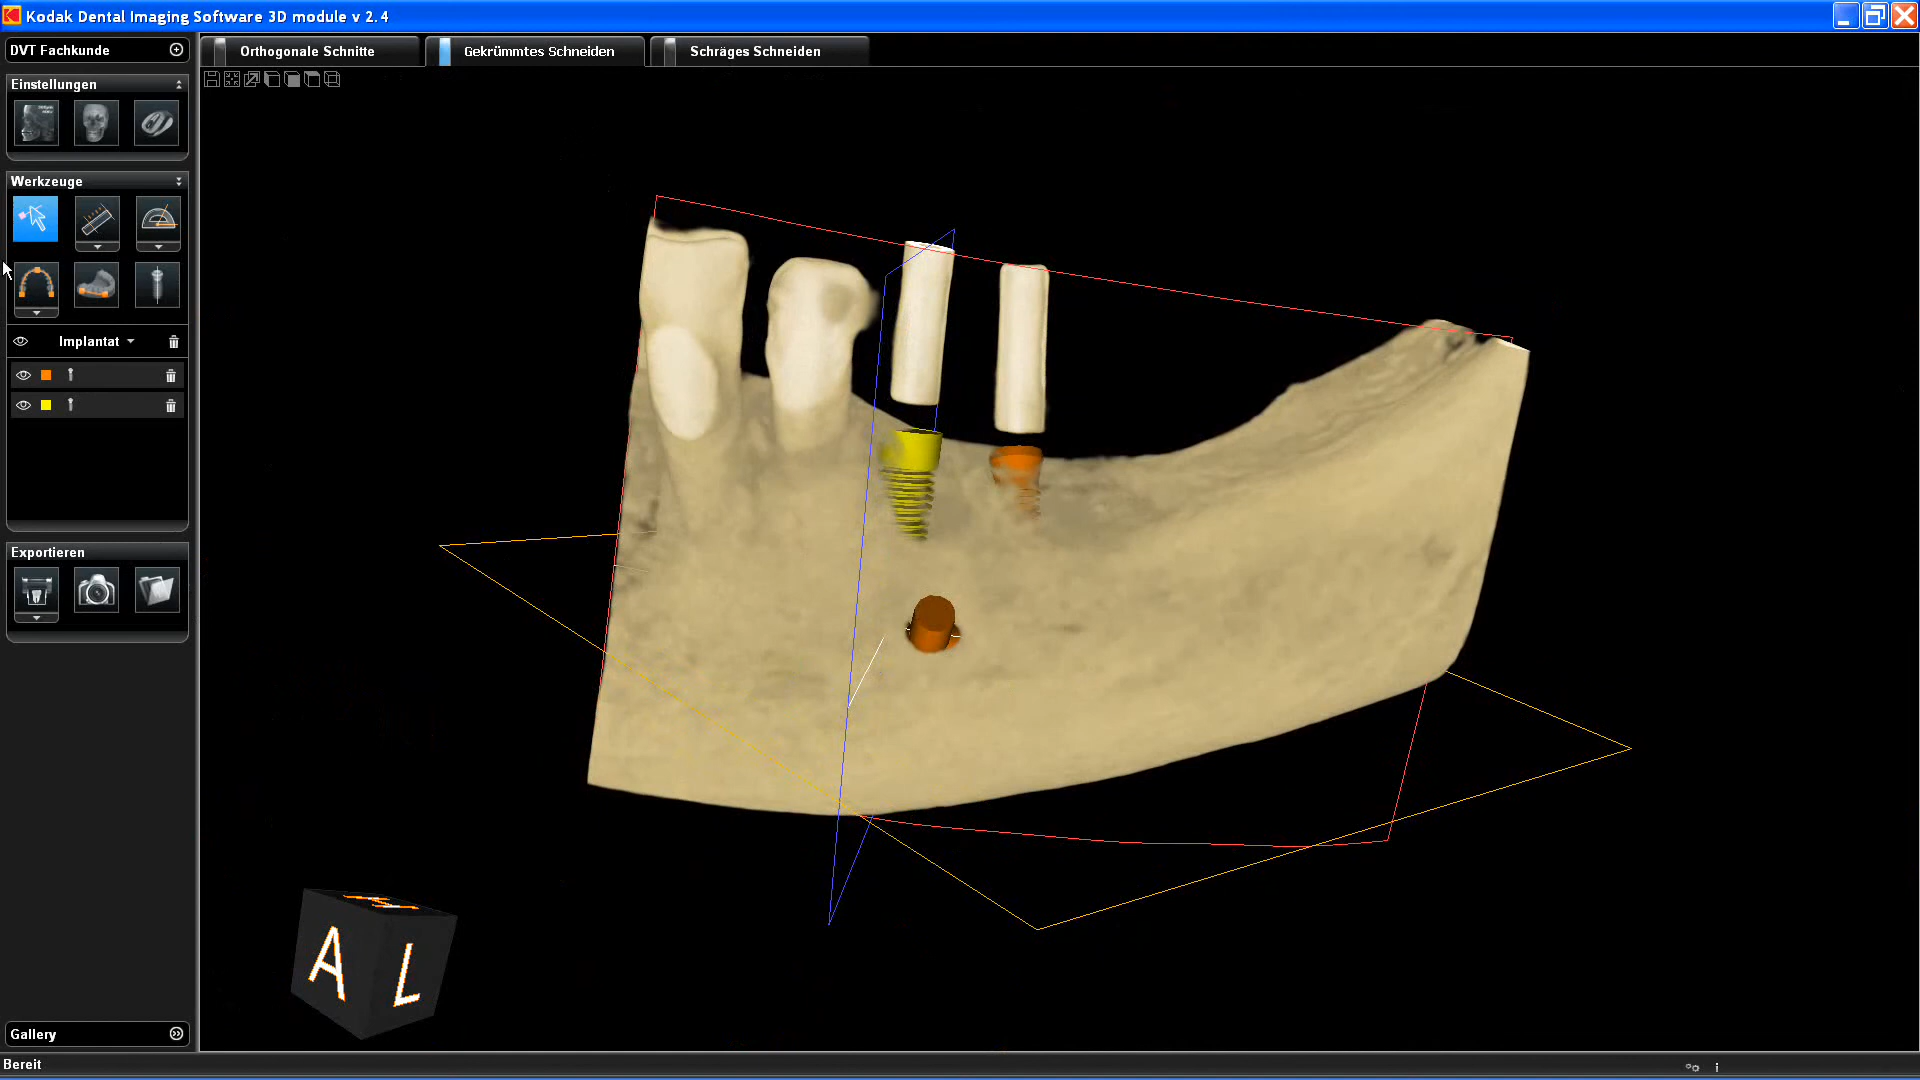 Kodak Dental Imaging Software 3D module v 2.4
DVT Fachkunde
Orthogonale Schnitte
Gekrümmtes Schneiden
Schräges Schneiden
Einstellungen
Werkzeuge
Implantat
Exportieren
A
L
Gallery
Bereit